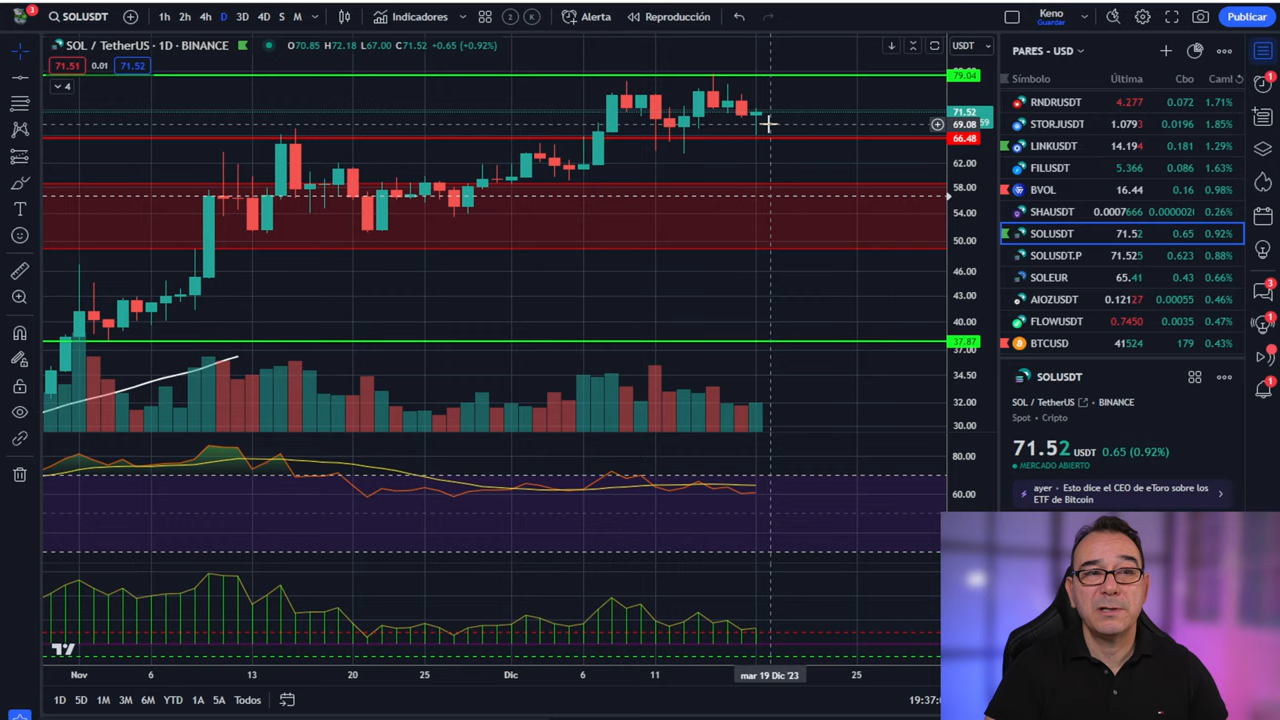 3
SOLUSDT
1h 2h 4h D 3D 4D S M
Indicadores
2 K
Alerta
Reproducción
Keno
Guardar
Publicar
SOL / TetherUS · 1D · BINANCE
O70.85 H72.18 L67.00 C71.52 +0.65 (+0.92%)
71.51 0.01 71.52
4
USDT
79.04
71.52
69.08
66.48
62.00
58.00
54.00
50.00
46.00
43.00
40.00
37.87
37.00
34.50
32.00
30.00
80.00
60.00
Nov 6 13 20 25 Dic 6 11 mar 19 Dic '23 25
1D 5D 1M 3M 6M YTD 1A 5A Todos
PARES - USD
Símbolo Última Cbo Caml
RNDRUSDT 4.277 0.072 1.71%
STORJUSDT 1.0793 0.0196 1.85%
LINKUSDT 14.194 0.181 1.29%
FILUSDT 5.366 0.086 1.63%
BVOL 16.44 0.16 0.98%
SHAUSDT 0.0007666 0.000002( 0.26%
SOLUSDT 71.52 0.65 0.92%
SOLUSDT.P 71.525 0.623 0.88%
SOLEUR 65.41 0.43 0.66%
AIOZUSDT 0.12127 0.00055 0.46%
FLOWUSDT 0.7450 0.0035 0.47%
BTCUSD 41524 179 0.43%
SOLUSDT
SOL / TetherUS · BINANCE
Spot · Cripto
71.52 USDT 0.65 (0.92%)
MERCADO ABIERTO
ayer · Esto dice el CEO de eToro sobre los
ETF de Bitcoin
1
3
1
1